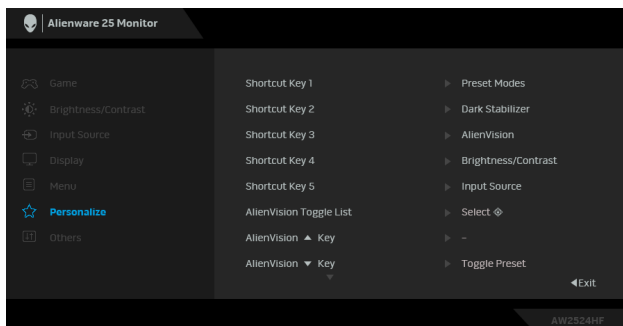 Alienware 25 Monitor
Game
Brightness/Contrast
Input Source
Display
Menu
Personalize
Others
Shortcut Key 1 Preset Modes
Shortcut Key 2 Dark Stabilizer
Shortcut Key 3 AlienVision
Shortcut Key 4 Brightness/Contrast
Shortcut Key 5 Input Source
AlienVision Toggle List Select
AlienVision ▲ Key –
AlienVision ▼ Key Toggle Preset
◀Exit
AW2524HF